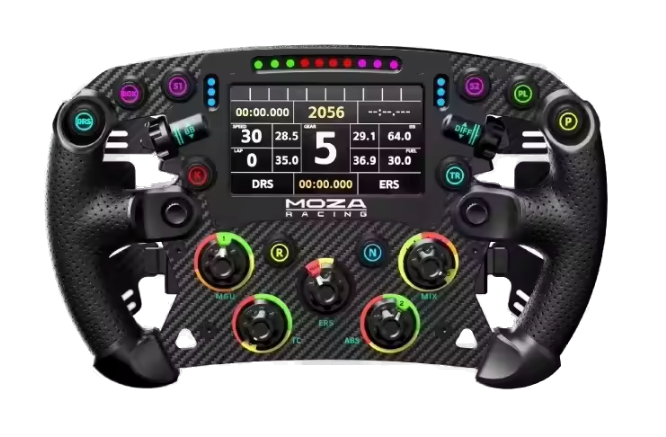 BOX
S1
S2
PL
DRS
P
BB
DIFF
00:00.000 2056 --:--.---
SPEED GEAR BB
30 28.5 5 29.1 64.0
LAP FUEL
0 35.0 36.9 30.0
DRS 00:00.000 ERS
TR
MOZA
RACING
R
N
MGU
MIX
ERS
TC
ABS
2